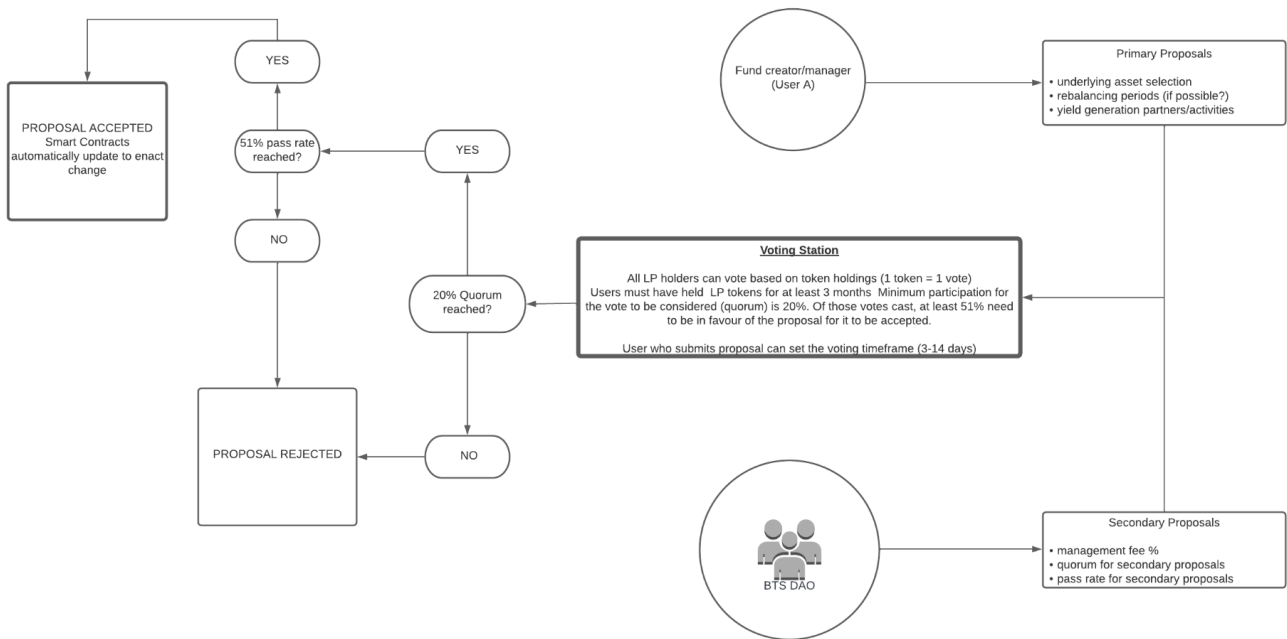 YES
PROPOSAL ACCEPTED
Smart Contracts
automatically update to enact
change
51% pass rate
reached?
YES
NO
20% Quorum
reached?
PROPOSAL REJECTED
NO
Fund creator/manager
(User A)
Primary Proposals
• underlying asset selection
• rebalancing periods (if possible?)
• yield generation partners/activities
Voting Station
All LP holders can vote based on token holdings (1 token = 1 vote)
Users must have held LP tokens for at least 3 months Minimum participation for
the vote to be considered (quorum) is 20%. Of those votes cast, at least 51% need
to be in favour of the proposal for it to be accepted.
User who submits proposal can set the voting timeframe (3-14 days)
BTS DAO
Secondary Proposals
• management fee %
• quorum for secondary proposals
• pass rate for secondary proposals